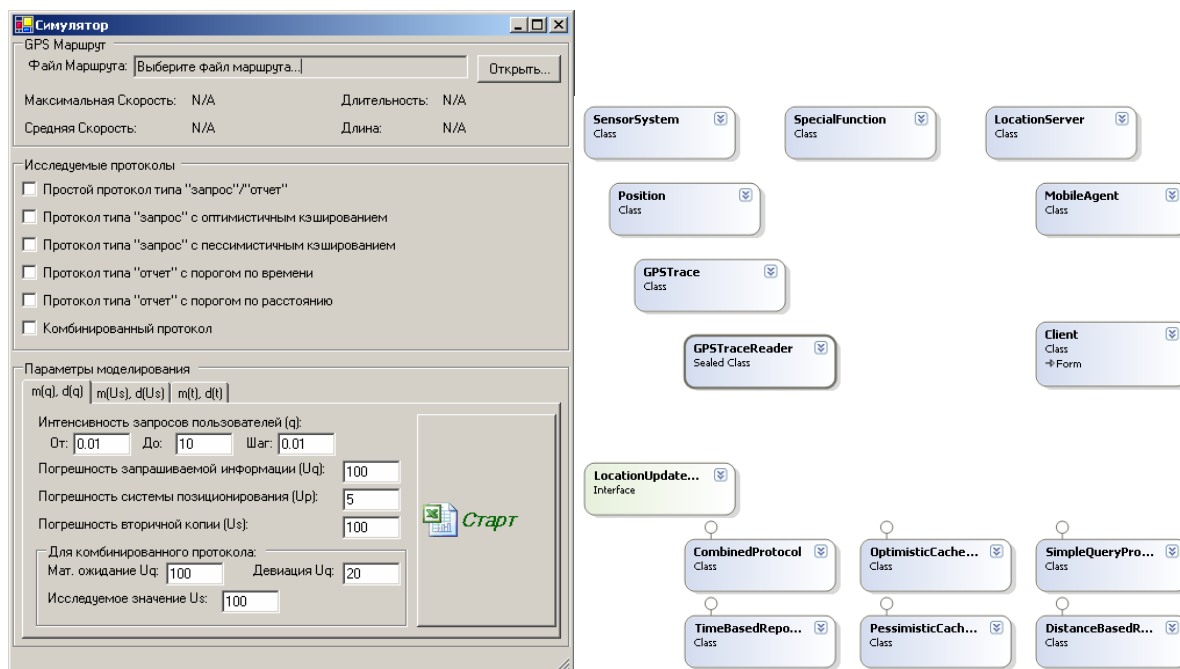 Симулятор
GPS Маршрут
Файл Маршрута: Выберите файл маршрута... Открыть...
Максимальная Скорость: N/A Длительность: N/A
Средняя Скорость: N/A Длина: N/A
Исследуемые протоколы
Простой протокол типа "запрос"/"отчет"
Протокол типа "запрос" с оптимистичным кэшированием
Протокол типа "запрос" с пессимистичным кэшированием
Протокол типа "отчет" с порогом по времени
Протокол типа "отчет" с порогом по расстоянию
Комбинированный протокол
Параметры моделирования
m(q), d(q) m(Us), d(Us) m(t), d(t)
Интенсивность запросов пользователей (q):
От: 0.01 До: 10 Шаг: 0.01
Погрешность запрашиваемой информации (Uq): 100
Погрешность системы позиционирования (Up): 5
Погрешность вторичной копии (Us): 100
Для комбинированного протокола:
Мат. ожидание Uq: 100 Девиация Uq: 20
Исследуемое значение Us: 100
Старт
SensorSystem
Class
SpecialFunction
Class
LocationServer
Class
Position
Class
MobileAgent
Class
GPSTrace
Class
GPSTraceReader
Sealed Class
Client
Class
Form
LocationUpdate...
Interface
CombinedProtocol
Class
OptimisticCache...
Class
SimpleQueryPro...
Class
TimeBasedRepo...
Class
PessimisticCach...
Class
DistanceBasedR...
Class